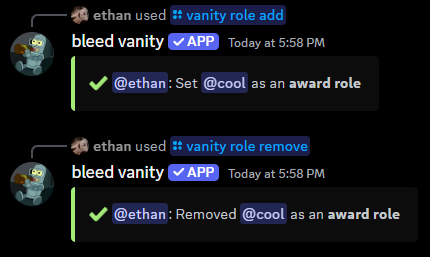 ethan used vanity role add
bleed vanity ✓ APP Today at 5:58 PM
@ethan: Set @cool as an award role
ethan used vanity role remove
bleed vanity ✓ APP Today at 5:58 PM
@ethan: Removed @cool as an award role